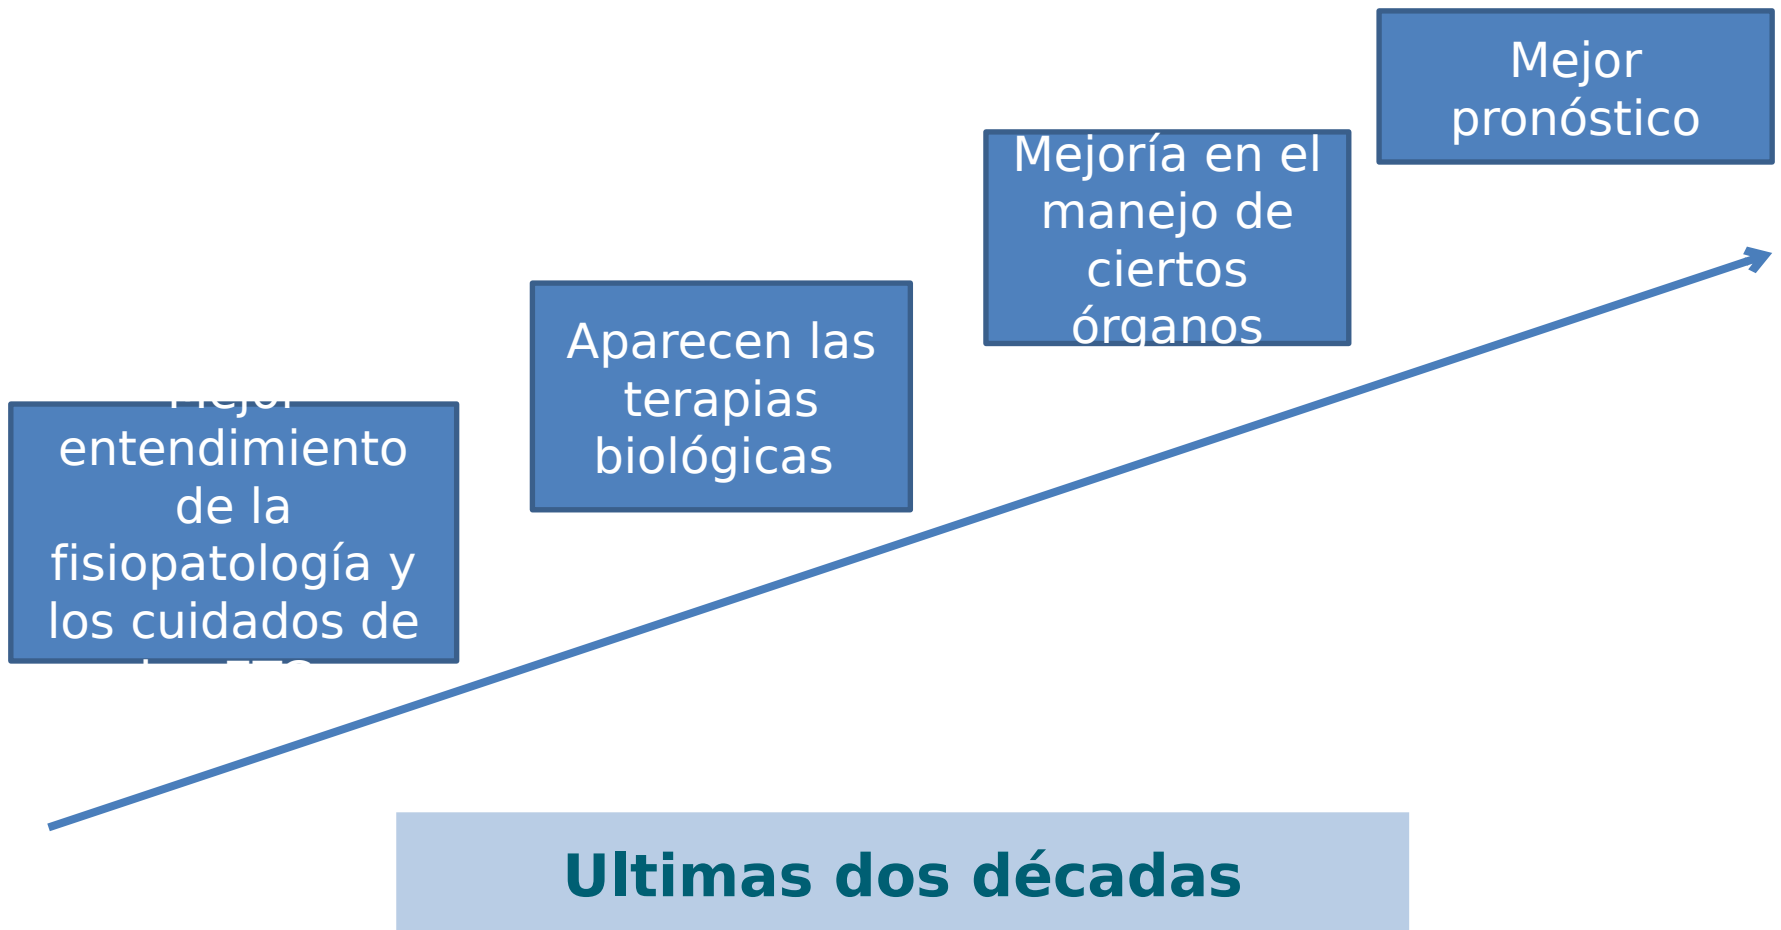 Mejor
pronóstico
Mejoría en el
manejo de
ciertos
órganos
Aparecen las
terapias
biológicas
Mejor
entendimiento
de la
fisiopatología y
los cuidados de
Ultimas dos décadas